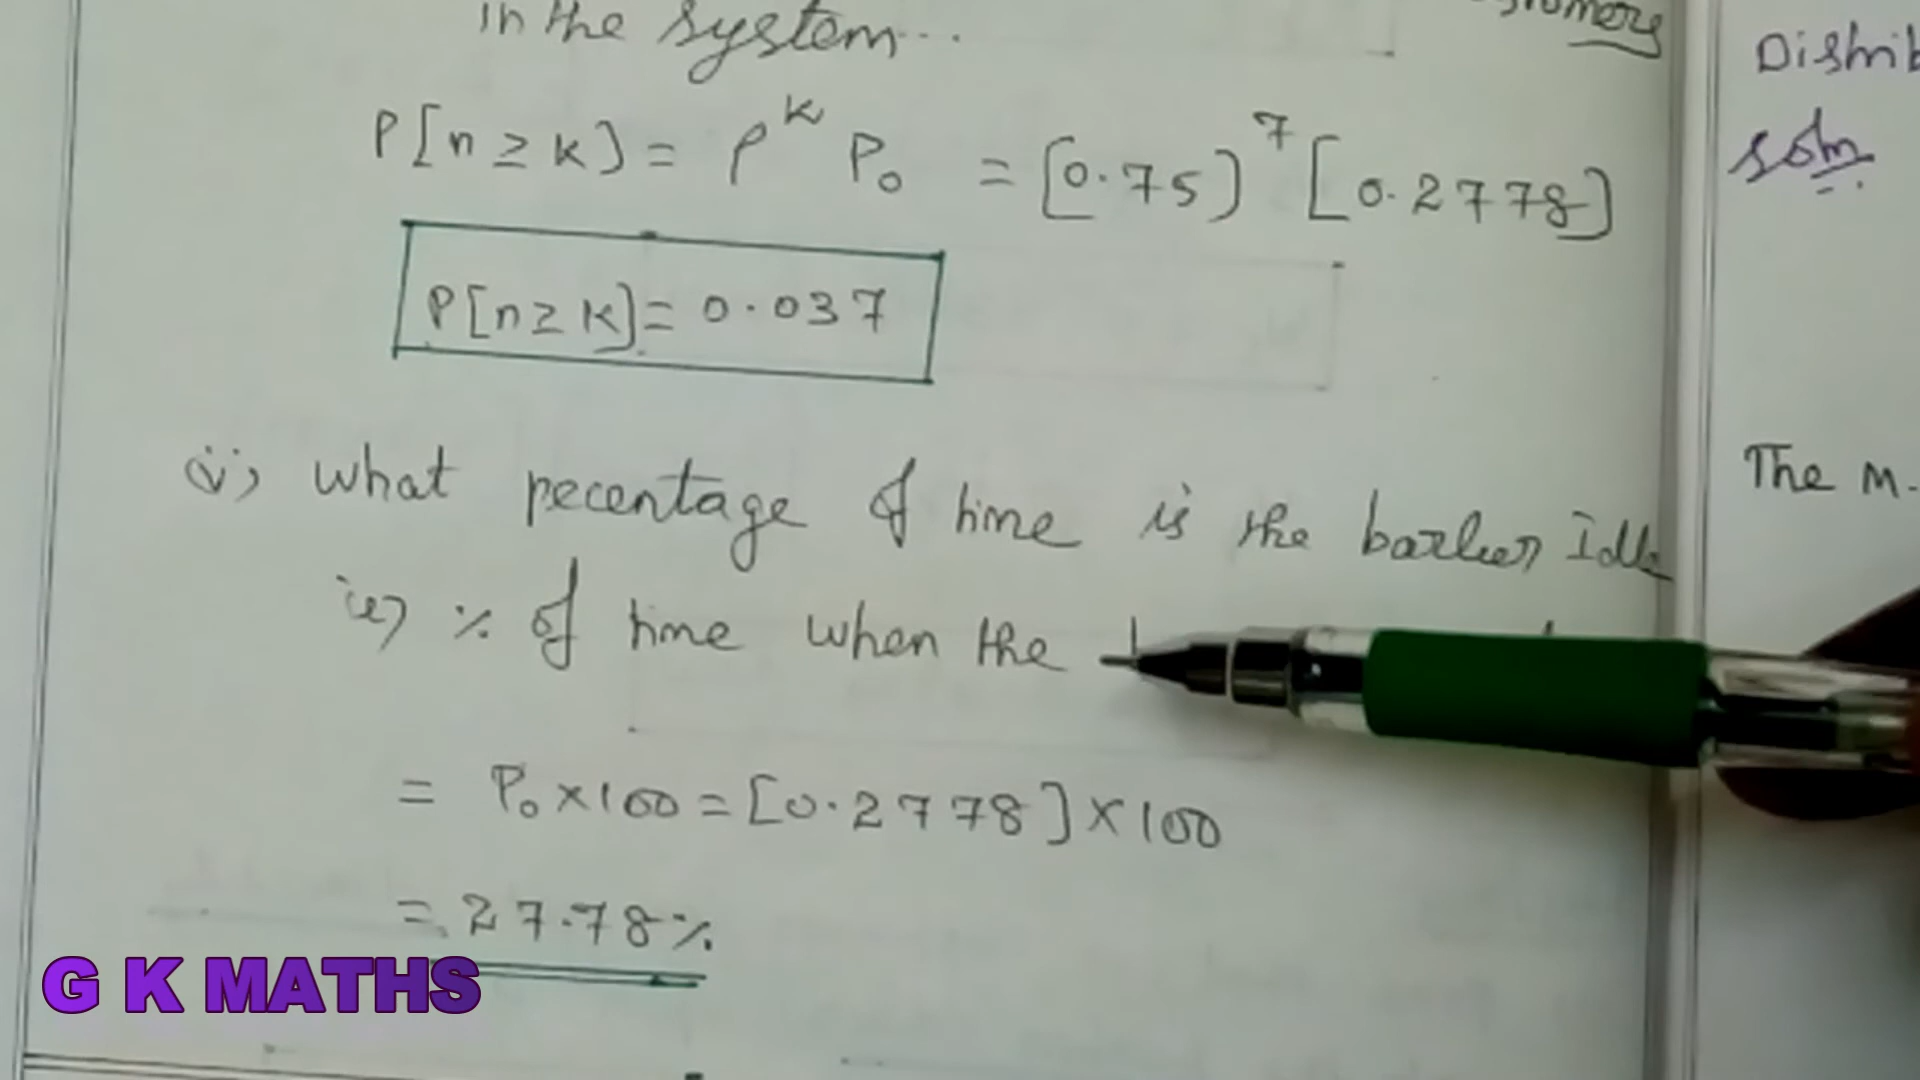 in the system...
Distrib
P[n ≥ k] = ρ^k P₀ = [0.75]^7 [0.2778]
soln
P[n ≥ k] = 0.037
v) what pecentage of time is the barber Idle
The M.
ie) % of time when the
= P₀ × 100 = [0.2778] × 100
= 27.78%
G K MATHS